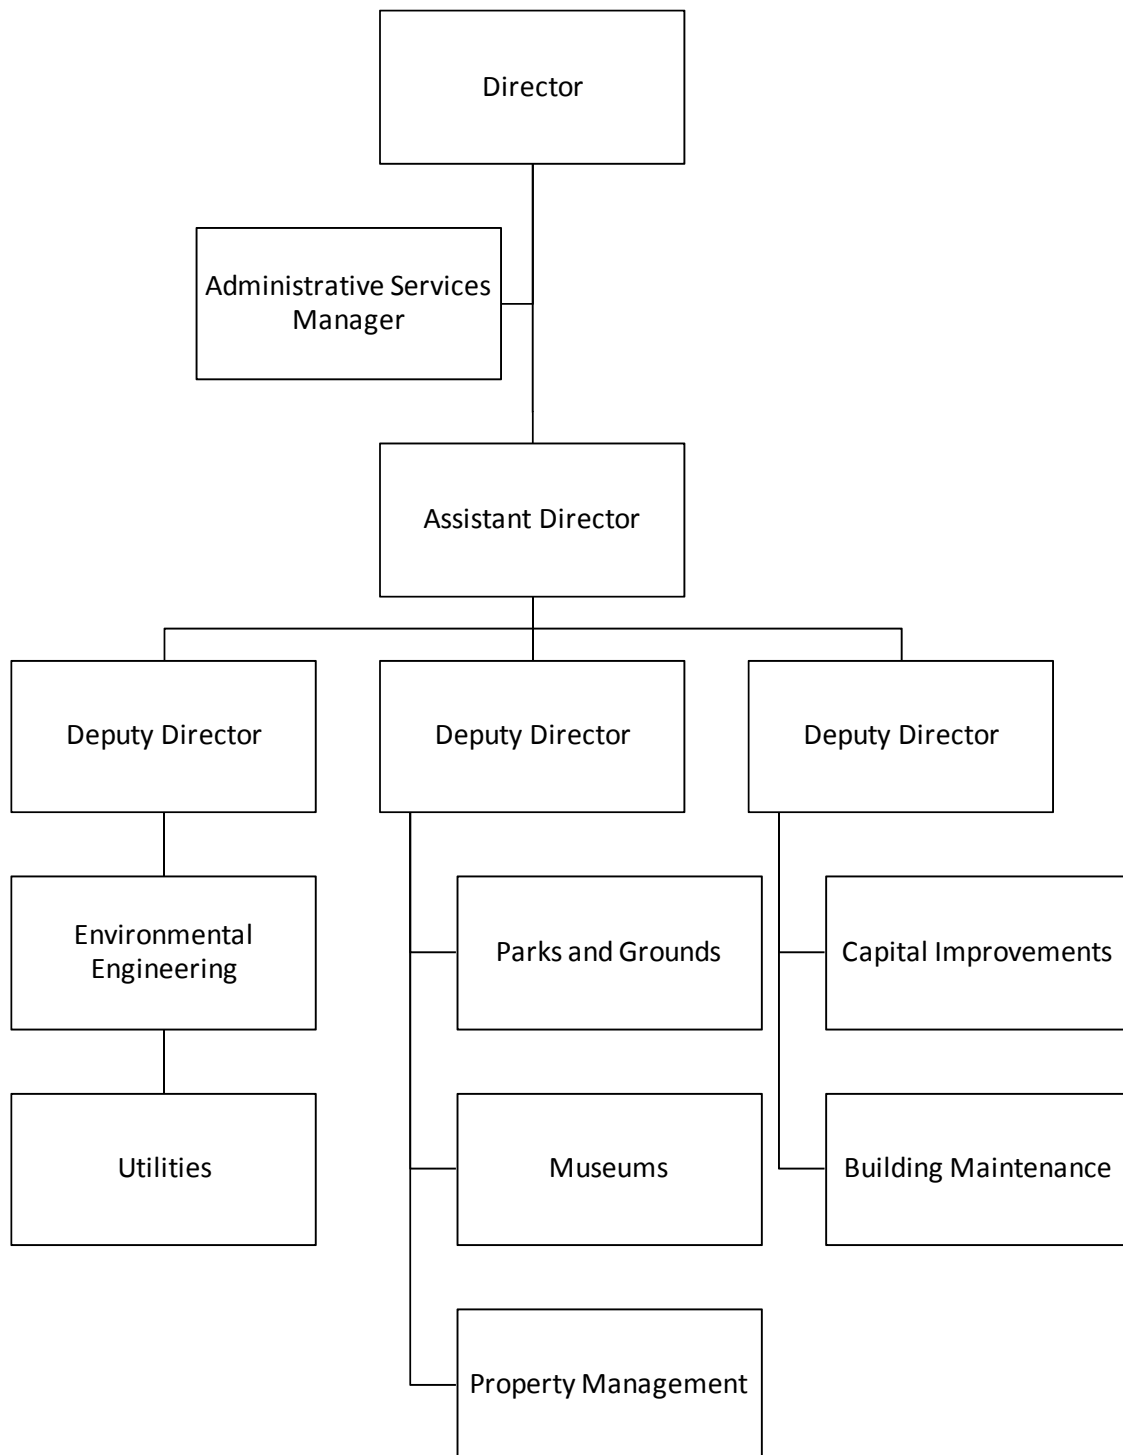 Director
Administrative Services
Manager
Assistant Director
Deputy Director
Deputy Director
Deputy Director
Environmental
Engineering
Parks and Grounds
Capital Improvements
Utilities
Museums
Building Maintenance
Property Management